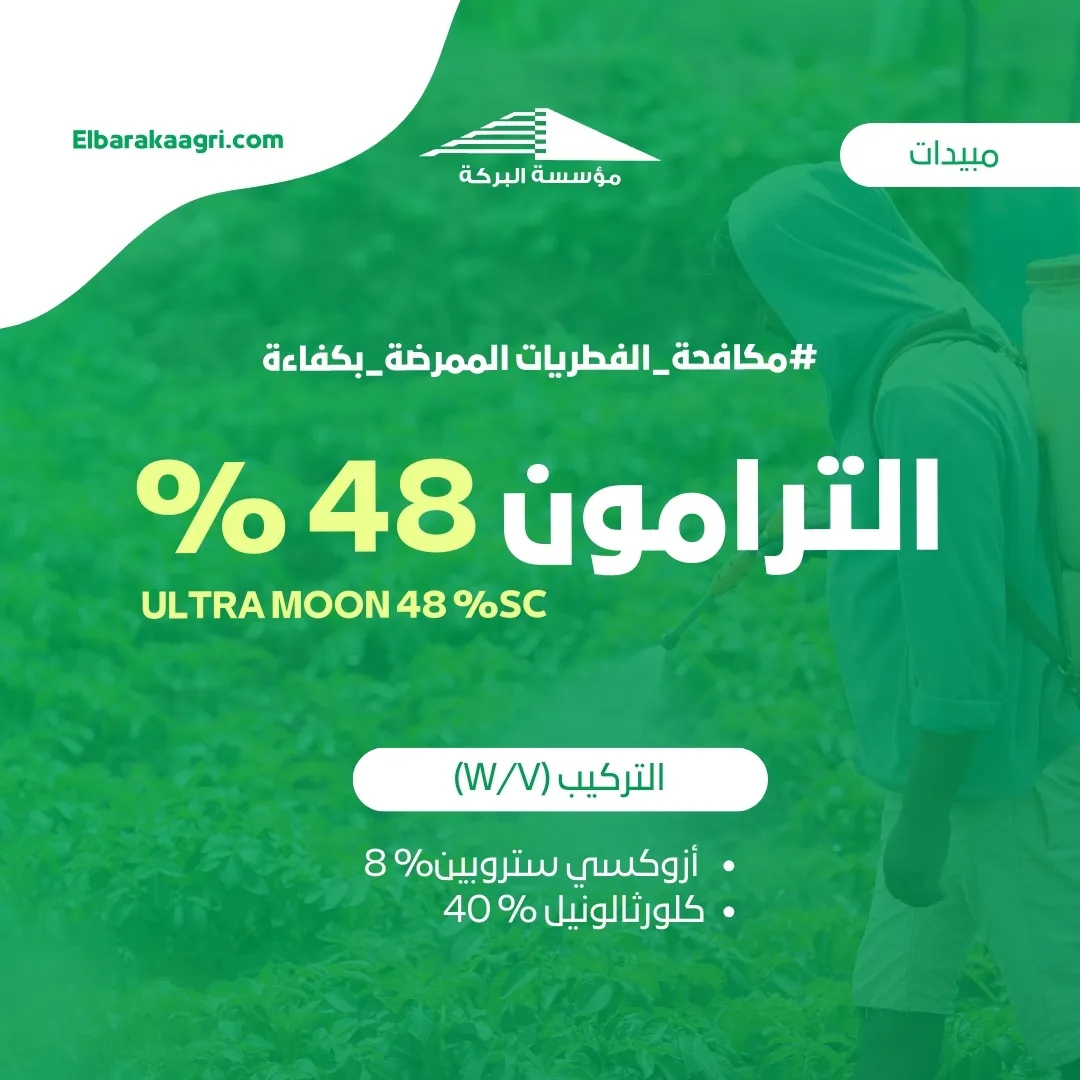 Elbarakaagri.com
مؤسسة البركة
مبيدات
#مكافحة_الفطريات الممرضة_بكفاءة
الترامون 48 %
ULTRA MOON 48 %SC
التركيب (W/V)
• أزوكسي ستروبين% 8
• كلورثالونيل % 40